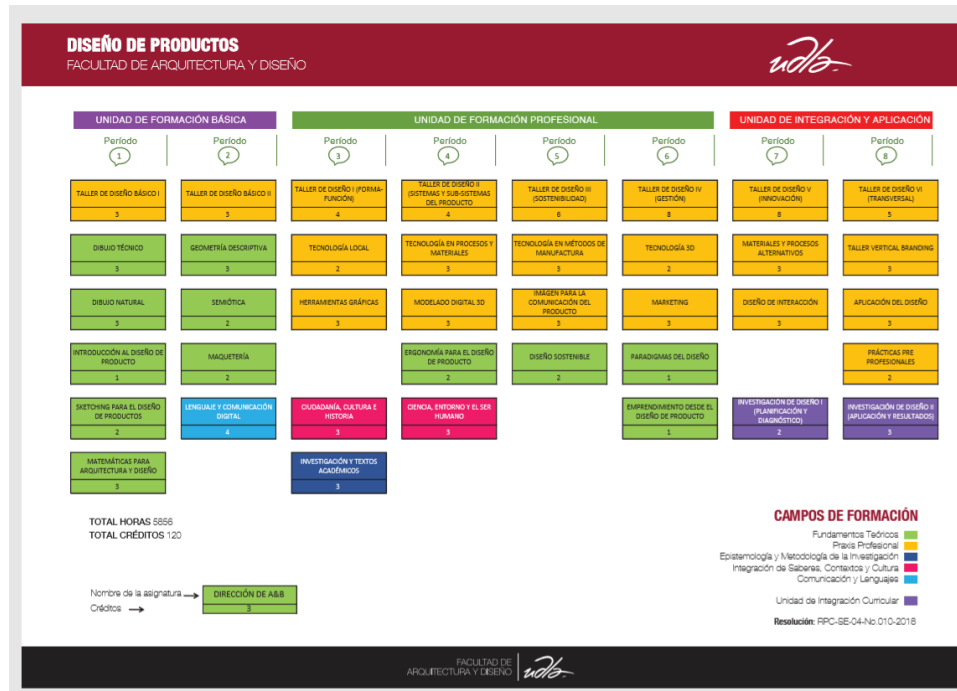 DISEÑO DE PRODUCTOS
FACULTAD DE ARQUITECTURA Y DISEÑO
udla
UNIDAD DE FORMACIÓN BÁSICA
UNIDAD DE FORMACIÓN PROFESIONAL
UNIDAD DE INTEGRACIÓN Y APLICACIÓN
Período
1
Período
2
Período
3
Período
4
Período
5
Período
6
Período
7
Período
8
TALLER DE DISEÑO BÁSICO I
3
TALLER DE DISEÑO BÁSICO II
3
TALLER DE DISEÑO I (FORMA-
FUNCIÓN)
4
TALLER DE DISEÑO II
(SISTEMAS Y SUB-SISTEMAS
DEL PRODUCTO
4
TALLER DE DISEÑO III
(SOSTENIBILIDAD)
6
TALLER DE DISEÑO IV
(GESTIÓN)
8
TALLER DE DISEÑO V
(INNOVACIÓN)
8
TALLER DE DISEÑO VI
(TRANSVERSAL)
5
DIBUJO TÉCNICO
3
GEOMETRÍA DESCRIPTIVA
3
TECNOLOGÍA LOCAL
2
TECNOLOGÍA EN PROCESOS Y
MATERIALES
3
TECNOLOGÍA EN MÉTODOS DE
MANUFACTURA
3
TECNOLOGÍA 3D
2
MATERIALES Y PROCESOS
ALTERNATIVOS
3
TALLER VERTICAL BRANDING
3
DIBUJO NATURAL
3
SEMIÓTICA
2
HERRAMIENTAS GRÁFICAS
3
MODELADO DIGITAL 3D
3
IMAGEN PARA LA
COMUNICACIÓN DEL
PRODUCTO
3
MARKETING
3
DISEÑO DE INTERACCIÓN
3
APLICACIÓN DEL DISEÑO
3
INTRODUCCIÓN AL DISEÑO DE
PRODUCTO
1
MAQUETERÍA
2
ERGONOMÍA PARA EL DISEÑO
DE PRODUCTO
2
DISEÑO SOSTENIBLE
2
PARADIGMAS DEL DISEÑO
1
PRÁCTICAS PRE
PROFESIONALES
2
SKETCHING PARA EL DISEÑO
DE PRODUCTOS
2
LENGUAJE Y COMUNICACIÓN
DIGITAL
4
CIUDADANÍA, CULTURA E
HISTORIA
3
CIENCIA, ENTORNO Y EL SER
HUMANO
3
EMPRENDIMIENTO DESDE EL
DISEÑO DE PRODUCTO
1
INVESTIGACIÓN DE DISEÑO I
(PLANIFICACIÓN Y
DIAGNÓSTICO)
2
INVESTIGACIÓN DE DISEÑO II
(APLICACIÓN Y RESULTADOS)
3
MATEMÁTICAS PARA
ARQUITECTURA Y DISEÑO
3
INVESTIGACIÓN Y TEXTOS
ACADÉMICOS
3
TOTAL HORAS 5856
TOTAL CRÉDITOS 120
CAMPOS DE FORMACIÓN
Fundamentos Teóricos
Praxis Profesional
Epistemología y Metodología de la Investigación
Integración de Saberes, Contextos y Cultura
Comunicación y Lenguajes
Unidad de Integración Curricular
Resolución: RPC-SE-04-No.010-2018
Nombre de la asignatura
DIRECCIÓN DE A&B
Créditos
3
FACULTAD DE
ARQUITECTURA Y DISEÑO
udla